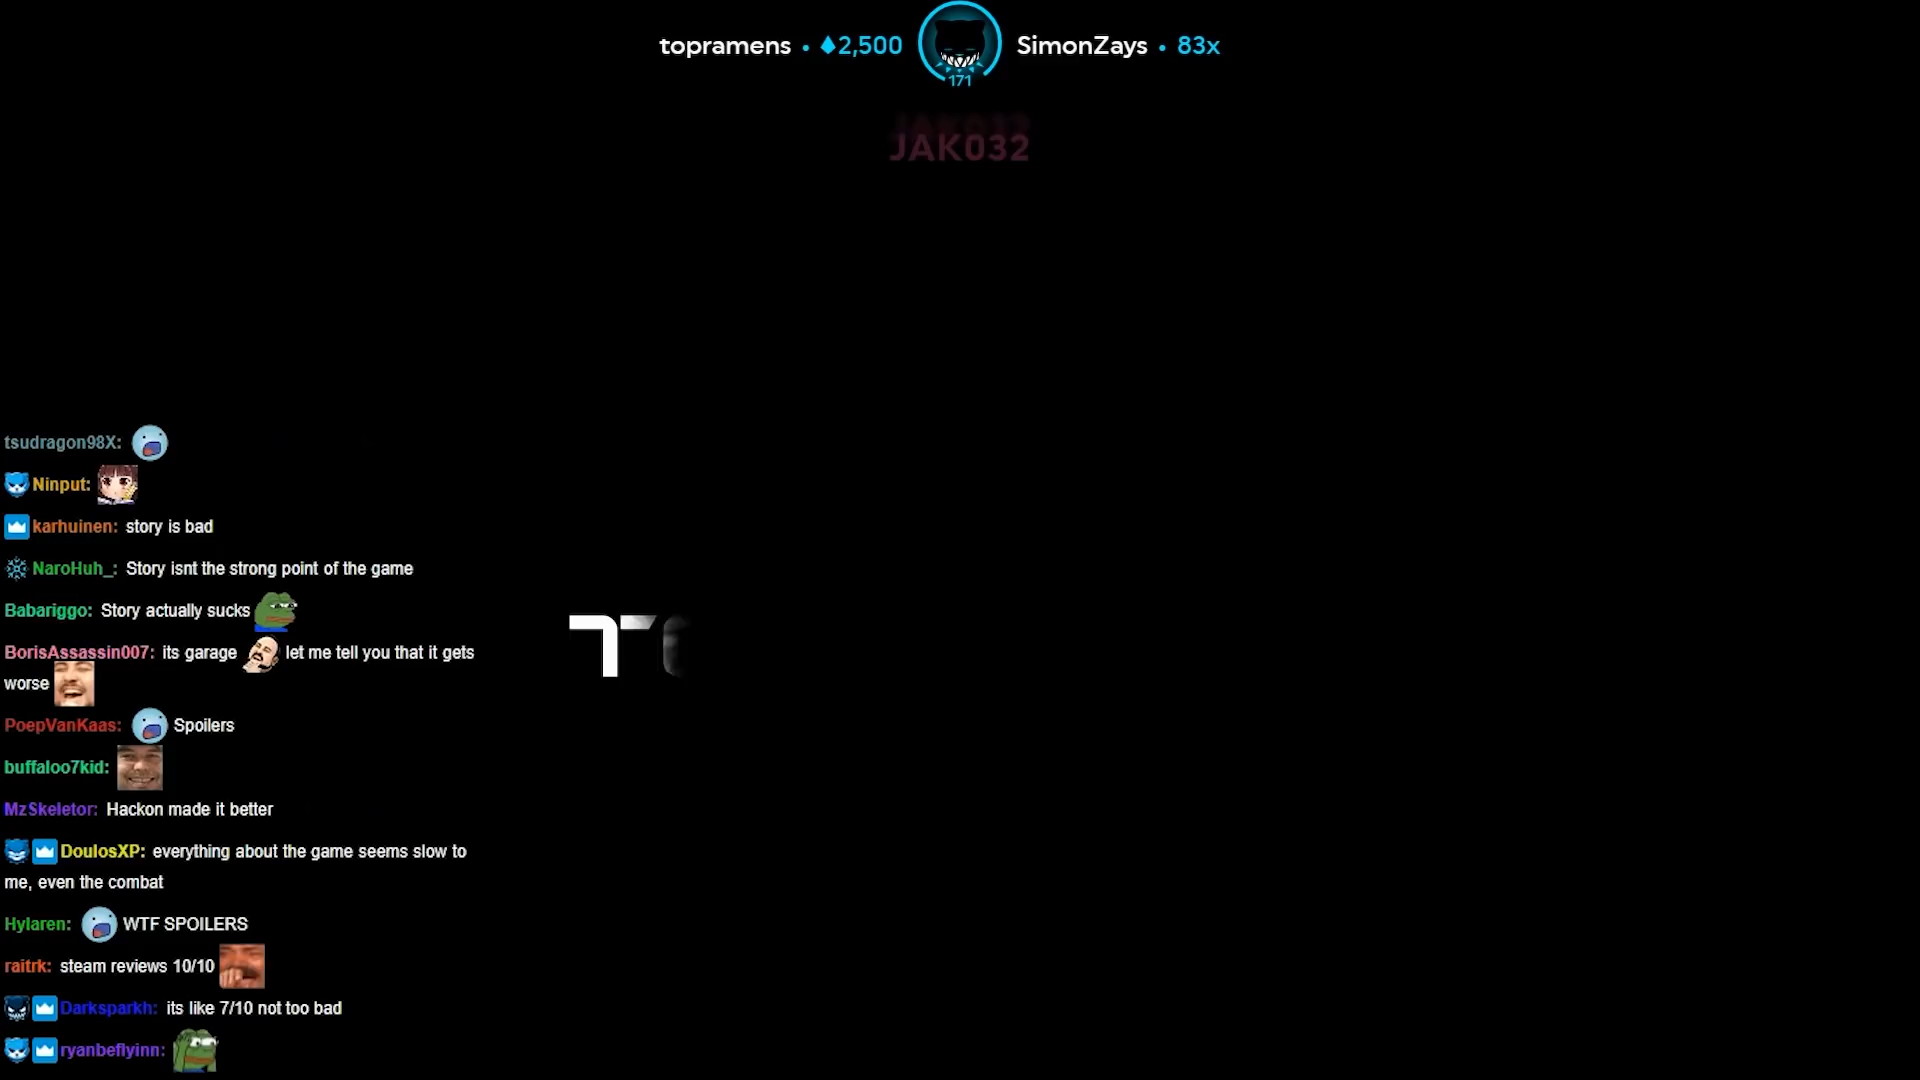 topramens • 2,500 171 SimonZays • 83x
JAK032
tsudragon98X:
Ninput:
karhuinen: story is bad
NaroHuh_: Story isnt the strong point of the game
Babariggo: Story actually sucks
BorisAssassin007: its garage let me tell you that it gets
worse
PoepVanKaas: Spoilers
buffaloo7kid:
MzSkeletor: Hackon made it better
DoulosXP: everything about the game seems slow to
me, even the combat
Hylaren: WTF SPOILERS
raitrk: steam reviews 10/10
Darksparkh: its like 7/10 not too bad
ryanbeflyinn: